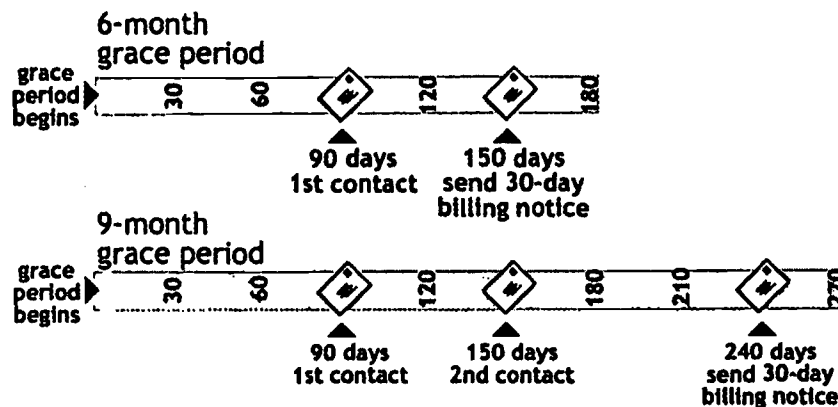 6-month
grace period
grace
period
begins
30
60
120
180
90 days
1st contact
150 days
send 30-day
billing notice
9-month
grace period
grace
period
begins
30
60
120
180
210
270
90 days
1st contact
150 days
2nd contact
240 days
send 30-day
billing notice